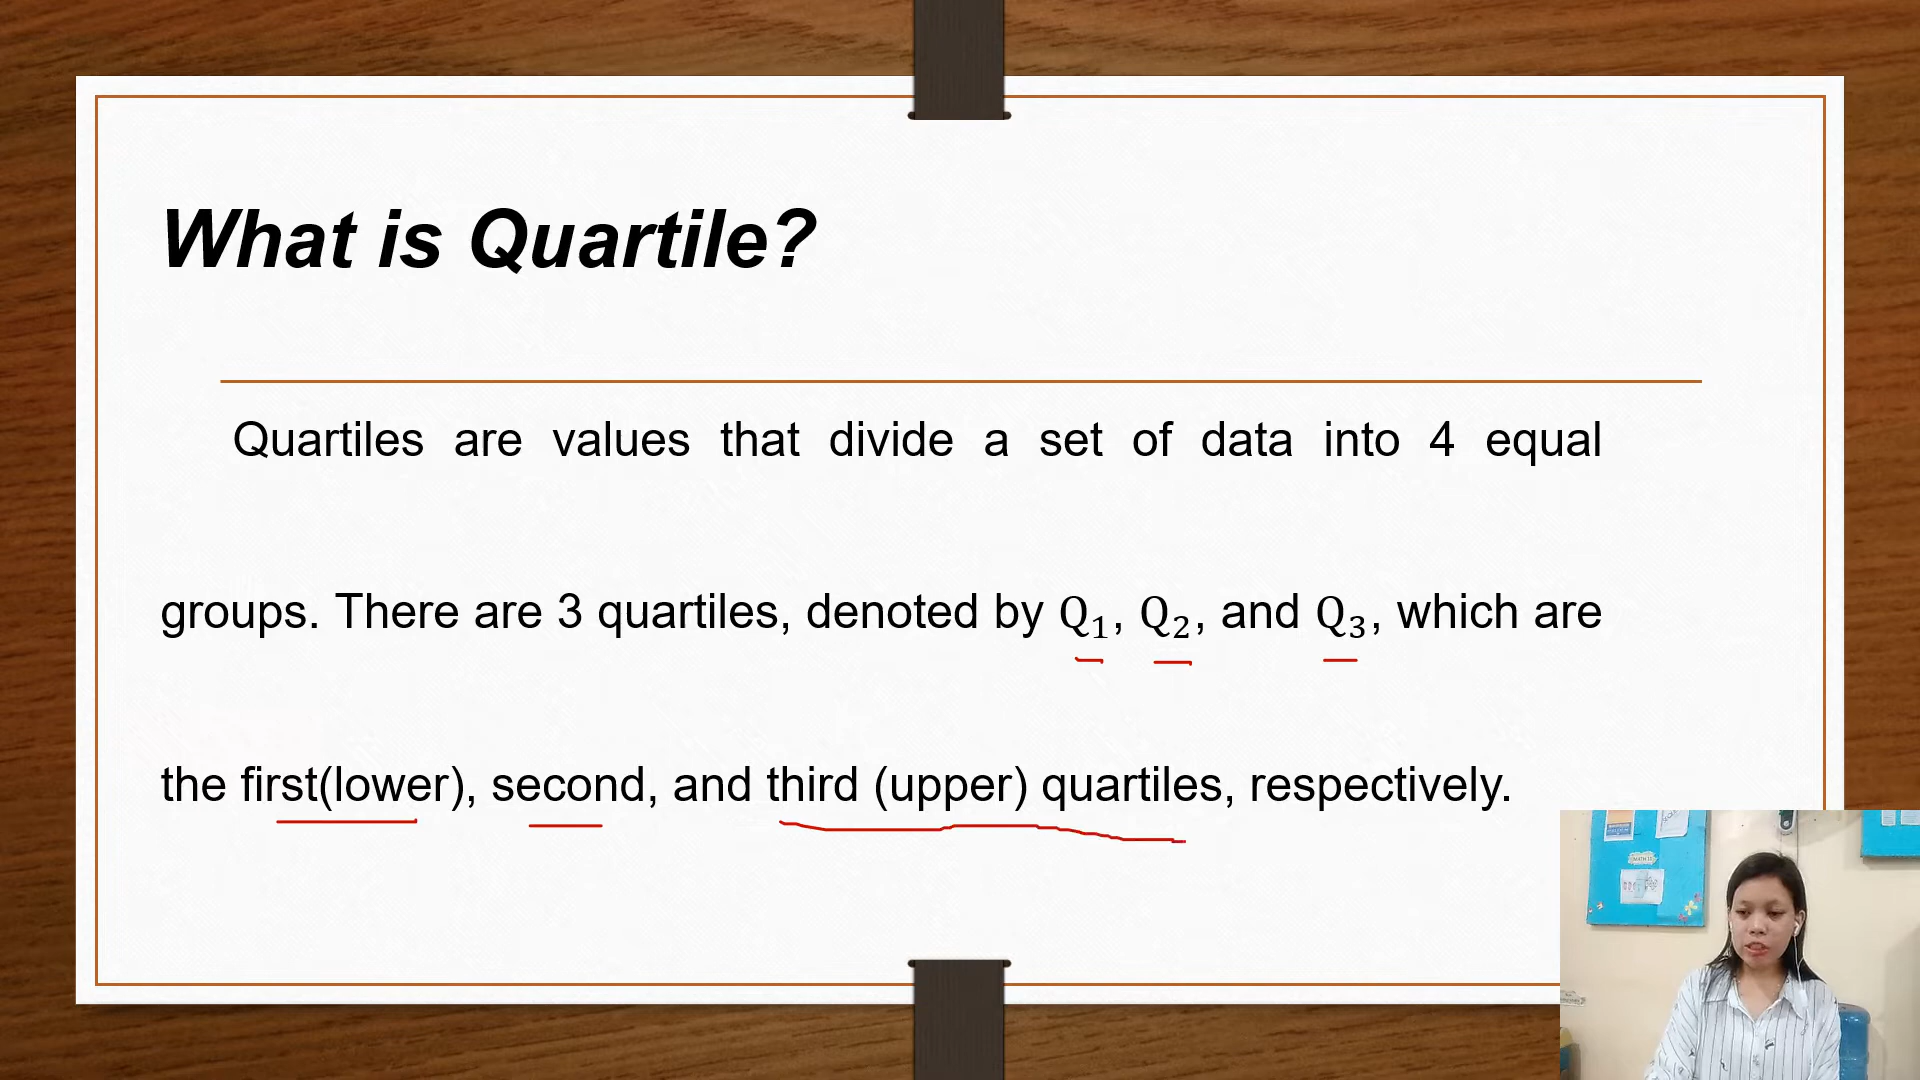 What is Quartile?
Quartiles are values that divide a set of data into 4 equal
groups. There are 3 quartiles, denoted by Q₁, Q₂, and Q₃, which are
the first(lower), second, and third (upper) quartiles, respectively.